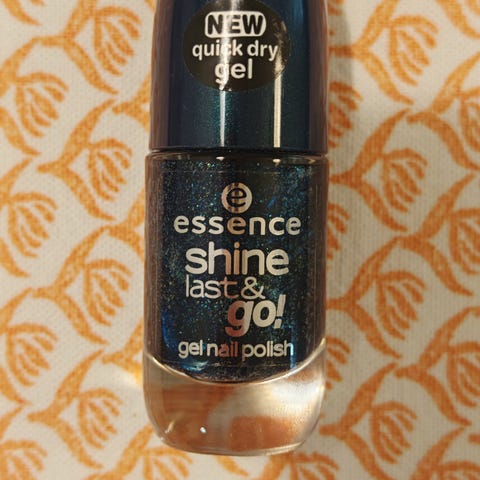 NEW
quick dry
gel
e
essence
shine
last &
go!
gel nail polish